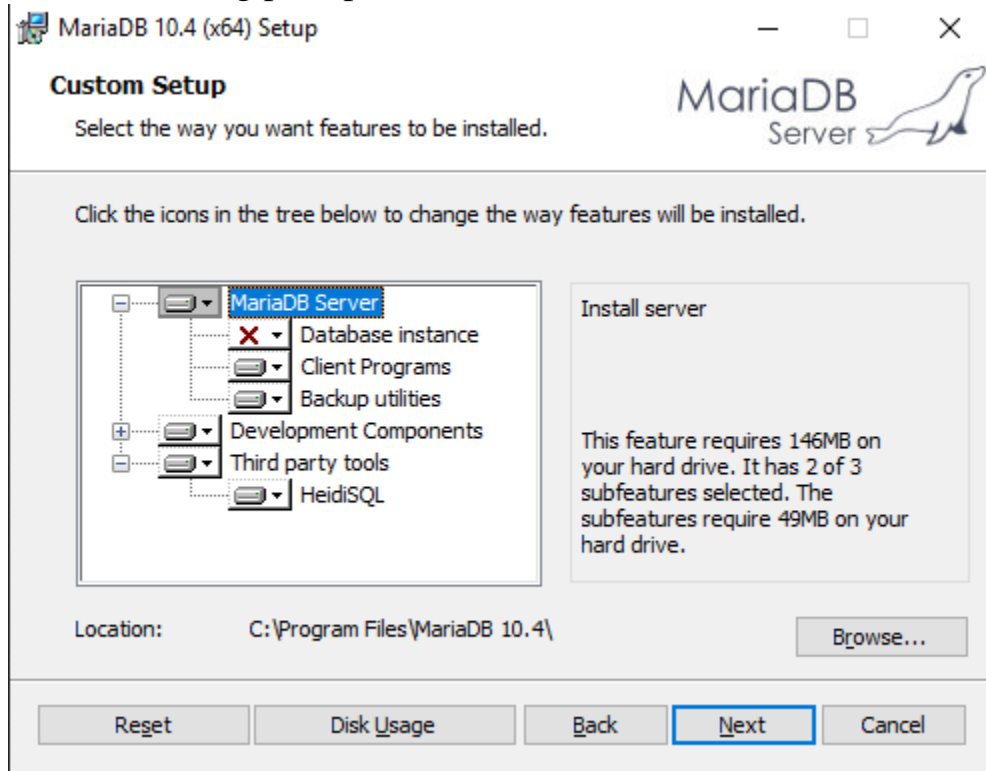 MariaDB 10.4 (x64) Setup
Custom Setup
Select the way you want features to be installed.
MariaDB
Server
Click the icons in the tree below to change the way features will be installed.
MariaDB Server
Database instance
Client Programs
Backup utilities
Development Components
Third party tools
HeidiSQL
Install server
This feature requires 146MB on
your hard drive. It has 2 of 3
subfeatures selected. The
subfeatures require 49MB on your
hard drive.
Location: C:\Program Files\MariaDB 10.4\
Browse...
Reset Disk Usage Back Next Cancel